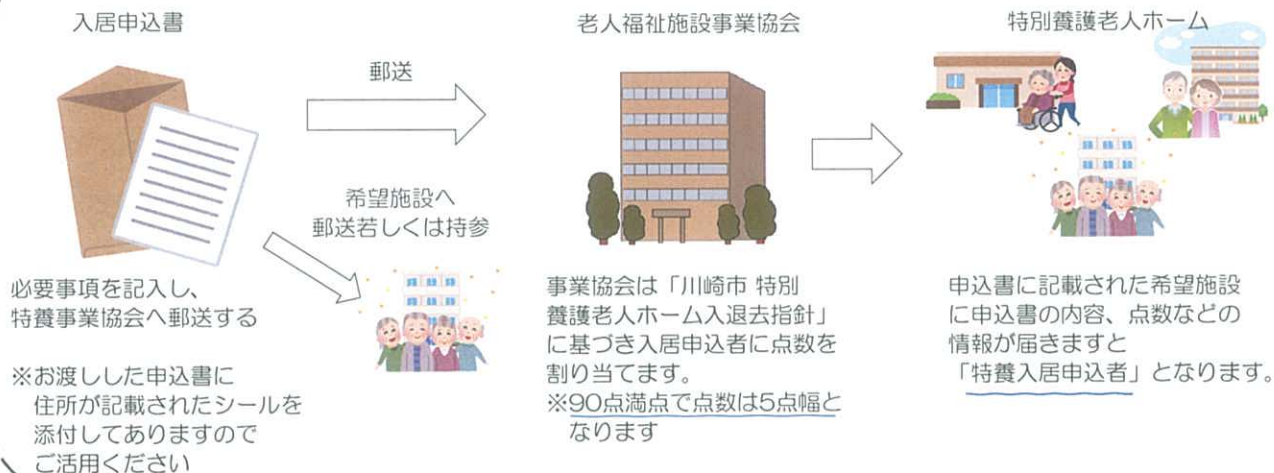 入居申込書
郵送
希望施設へ
郵送若しくは持参
必要事項を記入し、
特養事業協会へ郵送する
※お渡しした申込書に
住所が記載されたシールを
添付してありますので
ご活用ください
老人福祉施設事業協会
事業協会は「川崎市 特別
養護老人ホーム入退去指針」
に基づき入居申込者に点数を
割り当てます。
※90点満点で点数は5点幅と
なります
特別養護老人ホーム
申込書に記載された希望施設
に申込書の内容、点数などの
情報が届きますと
「特養入居申込者」となります。